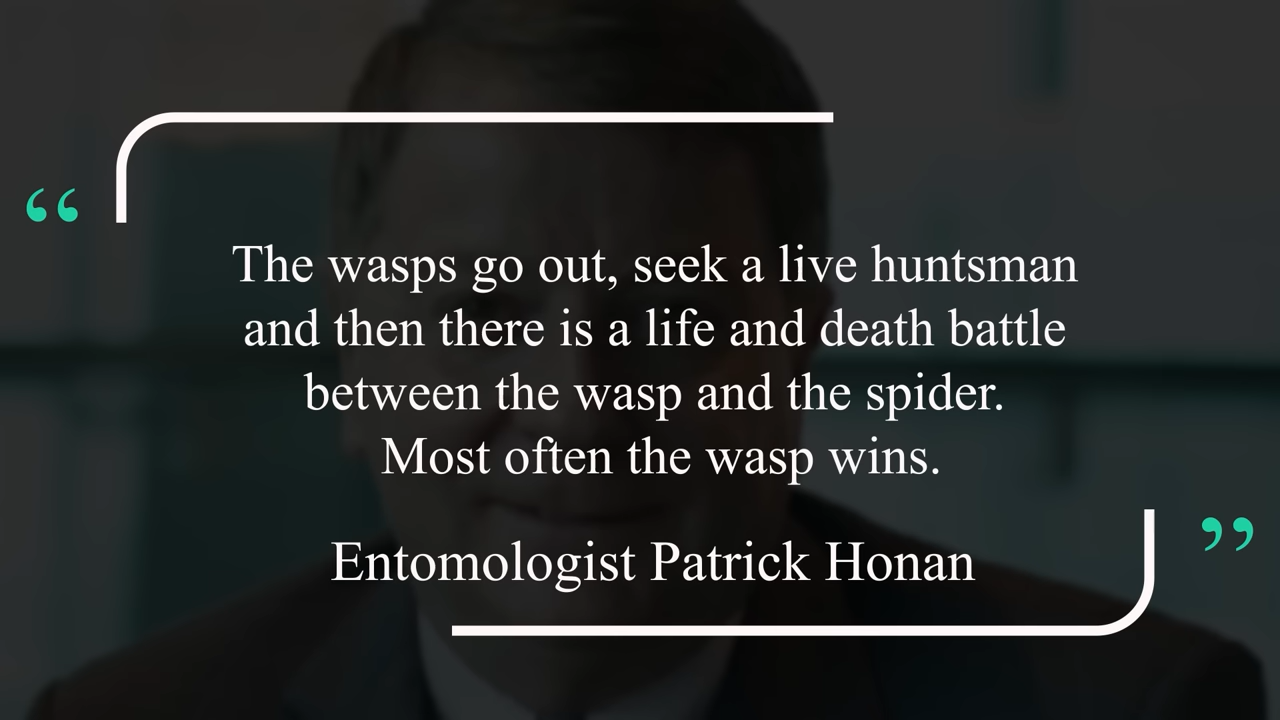 “
The wasps go out, seek a live huntsman
and then there is a life and death battle
between the wasp and the spider.
Most often the wasp wins.
”
Entomologist Patrick Honan